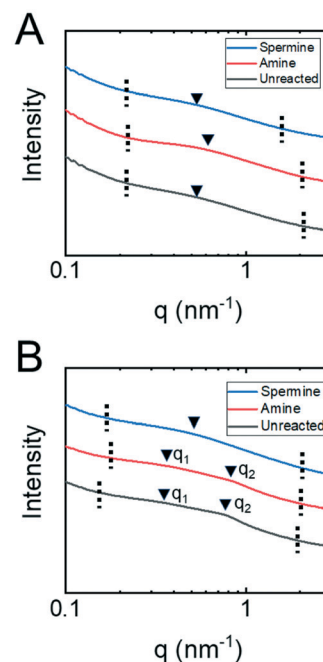 A
Spermine
Amine
Unreacted
Intensity
0.1
1
q (nm⁻¹)
B
Spermine
Amine
Unreacted
q₁
q₂
q₁
q₂
Intensity
0.1
1
q (nm⁻¹)